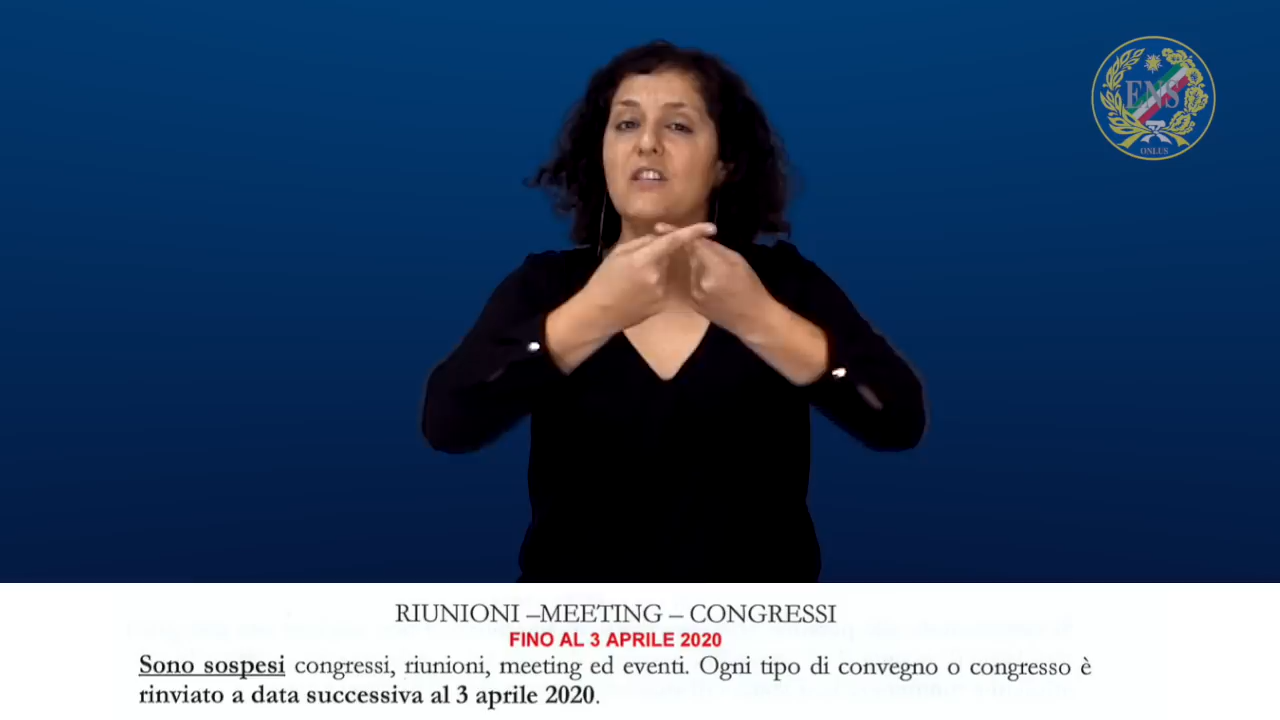 ENS
ONLUS
RIUNIONI –MEETING – CONGRESSI
FINO AL 3 APRILE 2020
Sono sospesi congressi, riunioni, meeting ed eventi. Ogni tipo di convegno o congresso è
rinviato a data successiva al 3 aprile 2020.